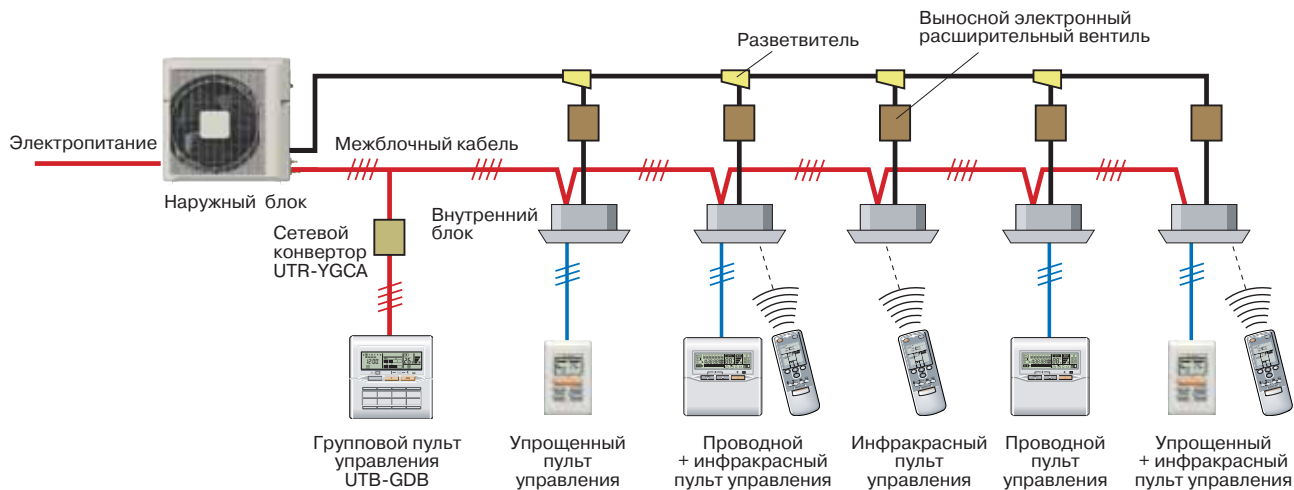 Выносной электронный
расширительный вентиль
Разветвитель
Электропитание
Межблочный кабель
Наружный блок
Внутренний
блок
Сетевой
конвертор
UTR-YGCA
Групповой пульт
управления
UTB-GDB
Упрощенный
пульт
управления
Проводной
+ инфракрасный
пульт управления
Инфракрасный
пульт
управления
Проводной
пульт
управления
Упрощенный
+ инфракрасный
пульт управления